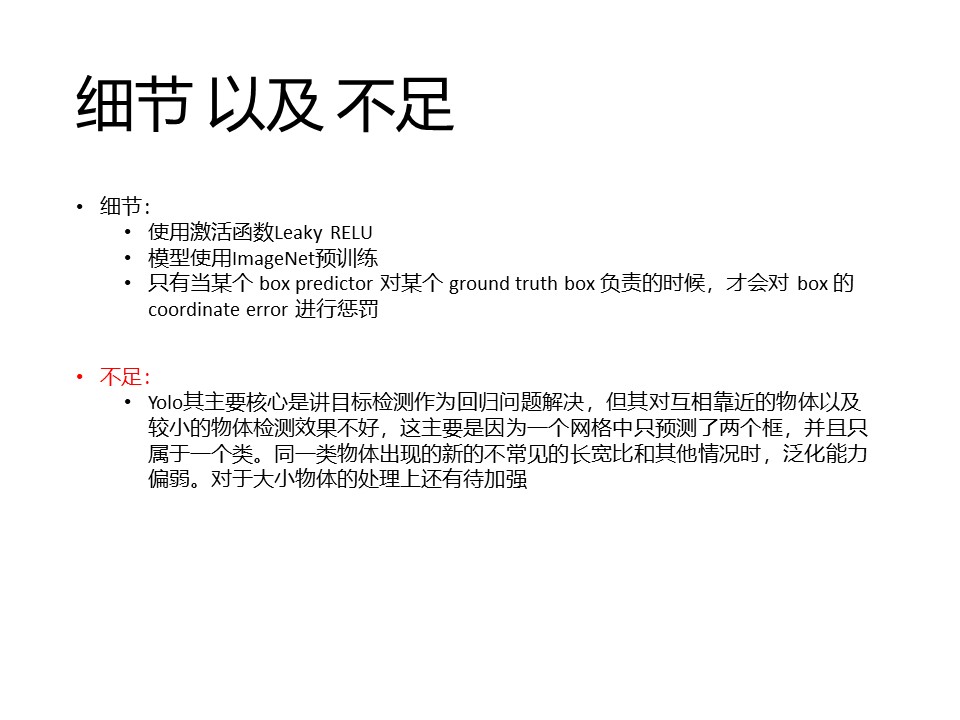 细节 以及 不足
• 细节：
• 使用激活函数Leaky RELU
• 模型使用ImageNet预训练
• 只有当某个 box predictor 对某个 ground truth box 负责的时候，才会对 box 的
coordinate error 进行惩罚
• 不足：
• Yolo其主要核心是讲目标检测作为回归问题解决，但其对互相靠近的物体以及
较小的物体检测效果不好，这主要是因为一个网格中只预测了两个框，并且只
属于一个类。同一类物体出现的新的不常见的长宽比和其他情况时，泛化能力
偏弱。对于大小物体的处理上还有待加强